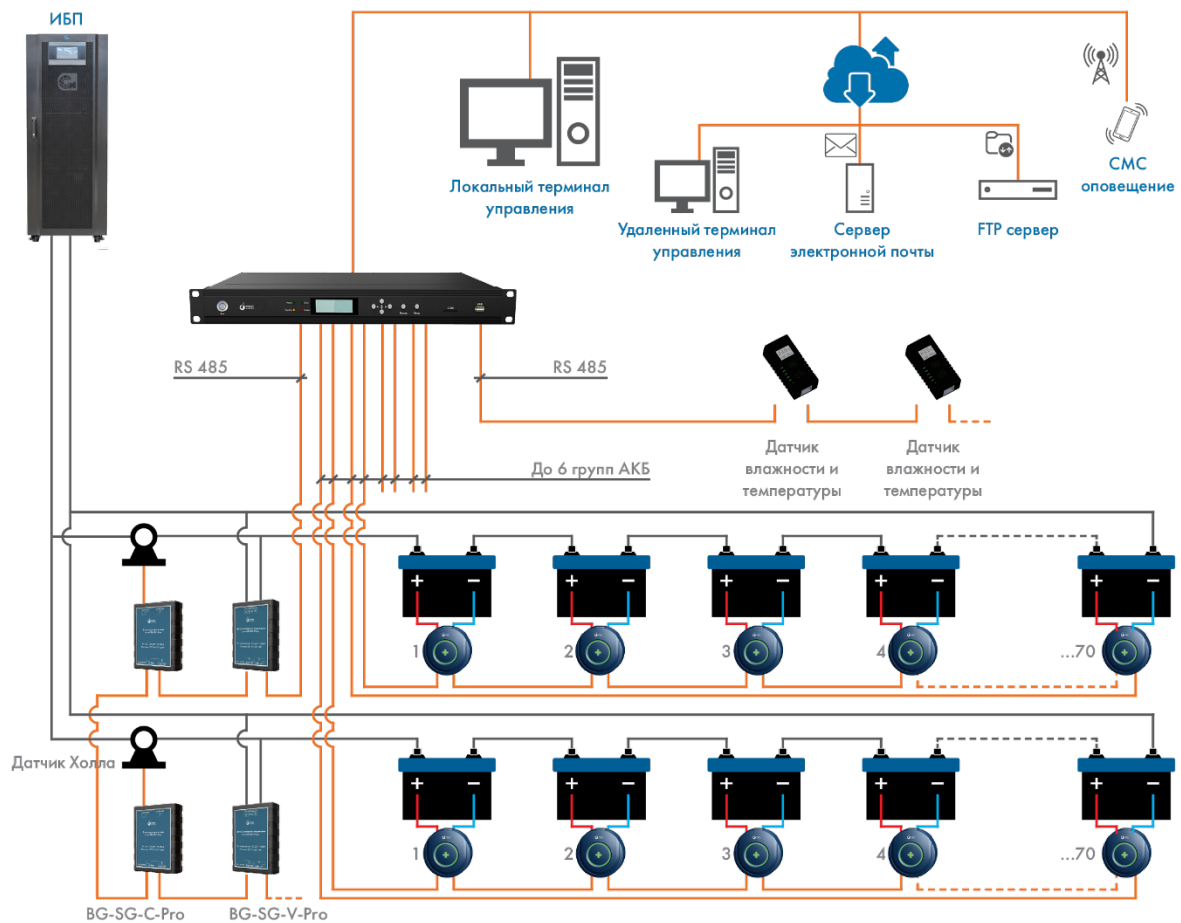 ИБП
Локальный терминал
управления
Удаленный терминал
управления
Сервер
электронной почты
FTP сервер
СМС
оповещение
RS 485
RS 485
До 6 групп АКБ
Датчик
влажности и
температуры
Датчик
влажности и
температуры
+ −
+ −
+ −
+ −
+ −
1
2
3
4
...70
Датчик Холла
+ −
+ −
+ −
+ −
+ −
1
2
3
4
...70
BG-SG-C-Pro
BG-SG-V-Pro